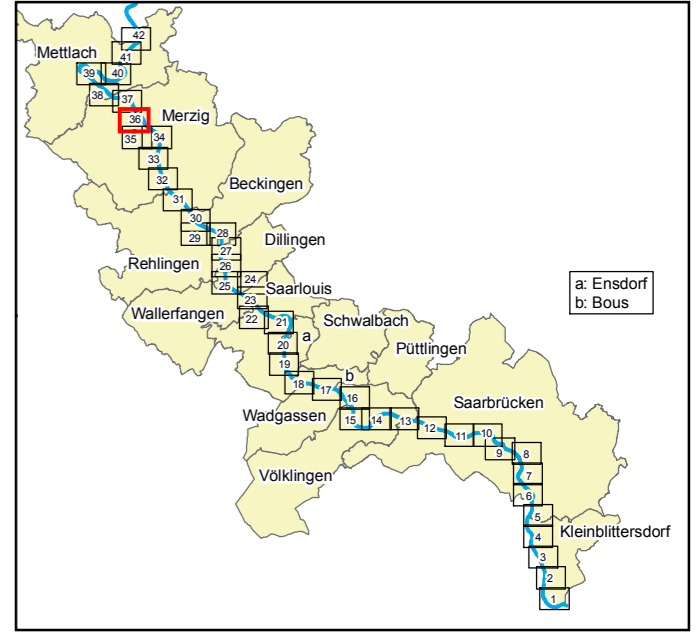 42
Mettlach
41
39
40
38
37
36
Merzig
35
34
33
32
Beckingen
31
30
29
28
Dillingen
27
Rehlingen
26
25
24
Saarlouis
a: Ensdorf
b: Bous
23
Wallerfangen
22
21
Schwalbach
20
a
Püttlingen
19
b
18
17
16
Saarbrücken
Wadgassen
15
14
13
12
11
10
9
8
Völklingen
7
6
5
Kleinblittersdorf
4
3
2
1